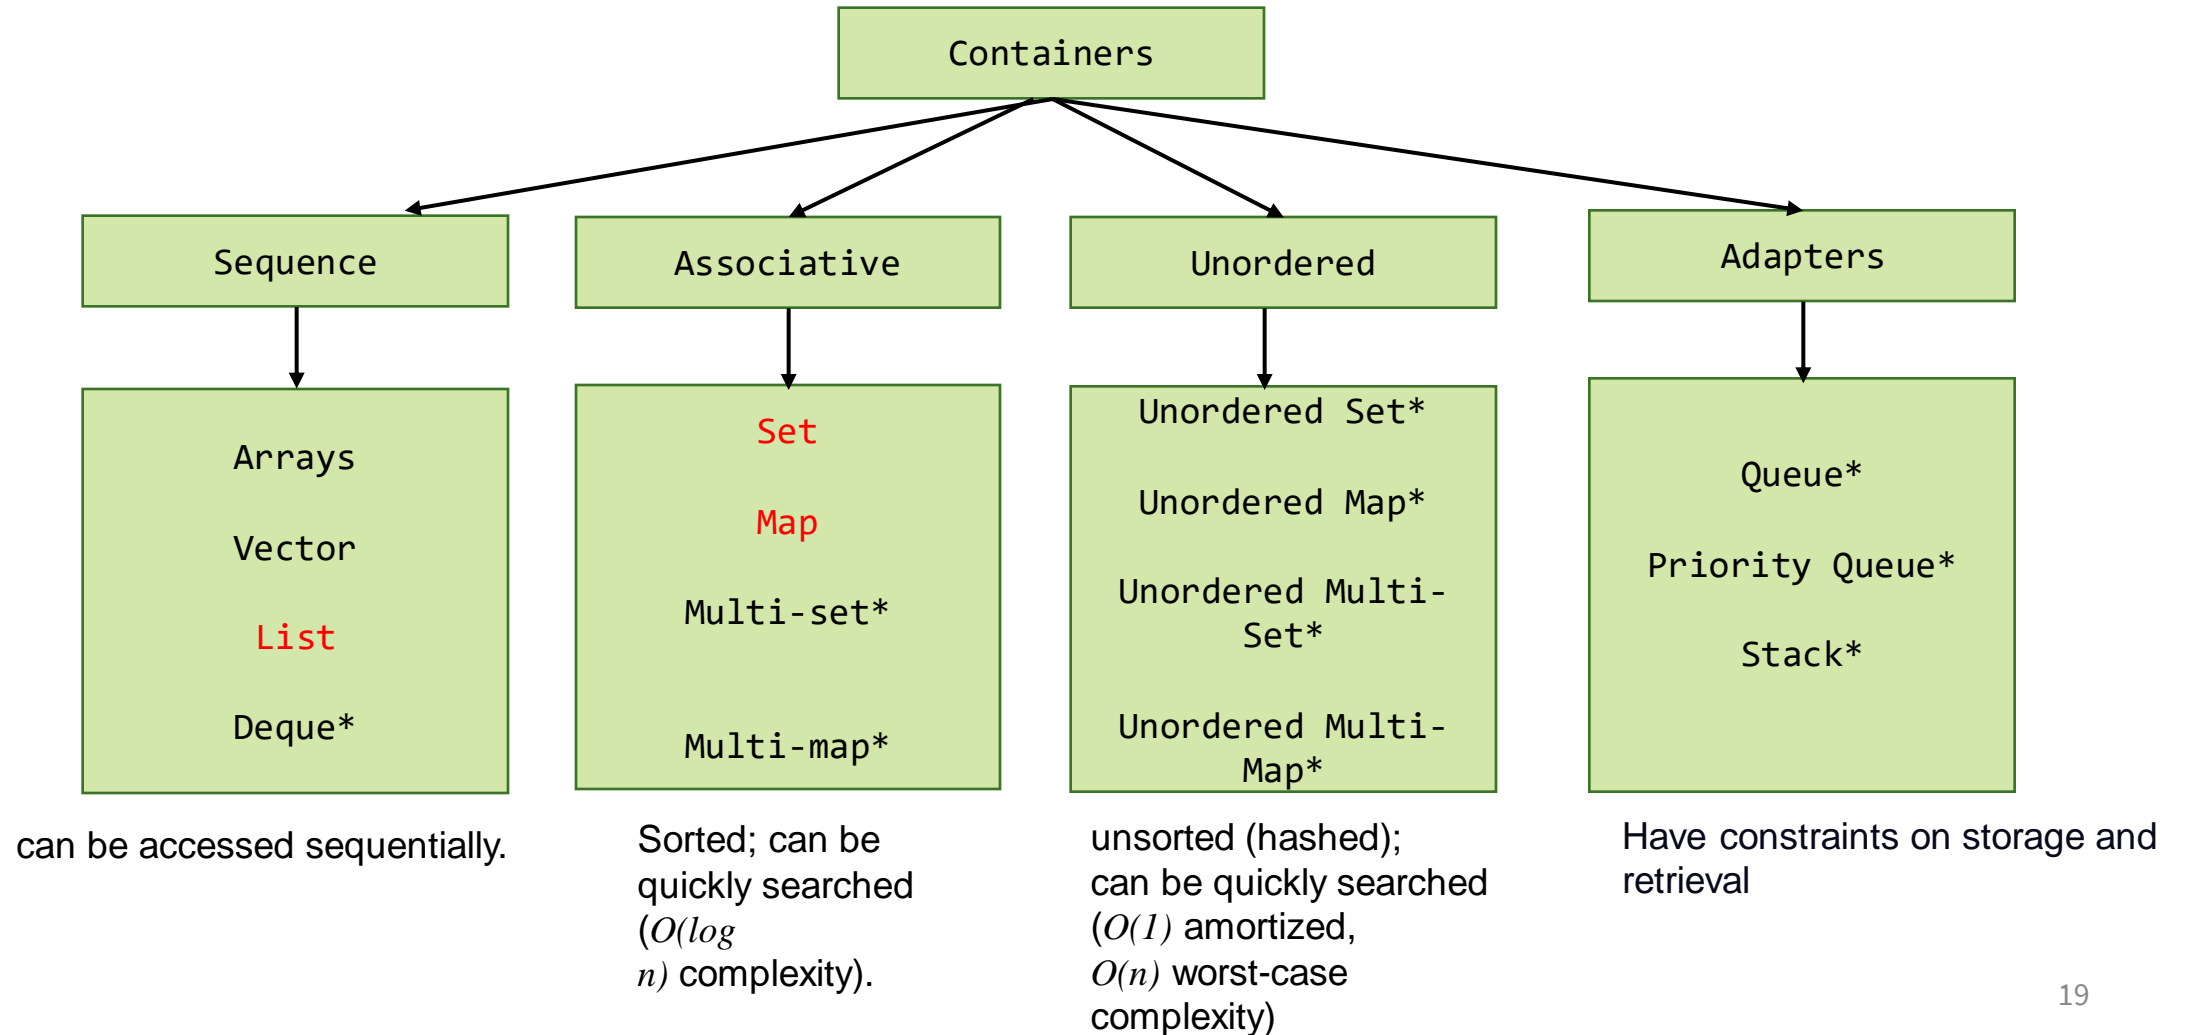 Containers
Sequence
Associative
Unordered
Adapters
Arrays
Vector
List
Deque*
Set
Map
Multi-set*
Multi-map*
Unordered Set*
Unordered Map*
Unordered Multi-
Set*
Unordered Multi-
Map*
Queue*
Priority Queue*
Stack*
can be accessed sequentially.
Sorted; can be
quickly searched
(O(log
n) complexity).
unsorted (hashed);
can be quickly searched
(O(1) amortized,
O(n) worst-case
complexity)
Have constraints on storage and
retrieval
19